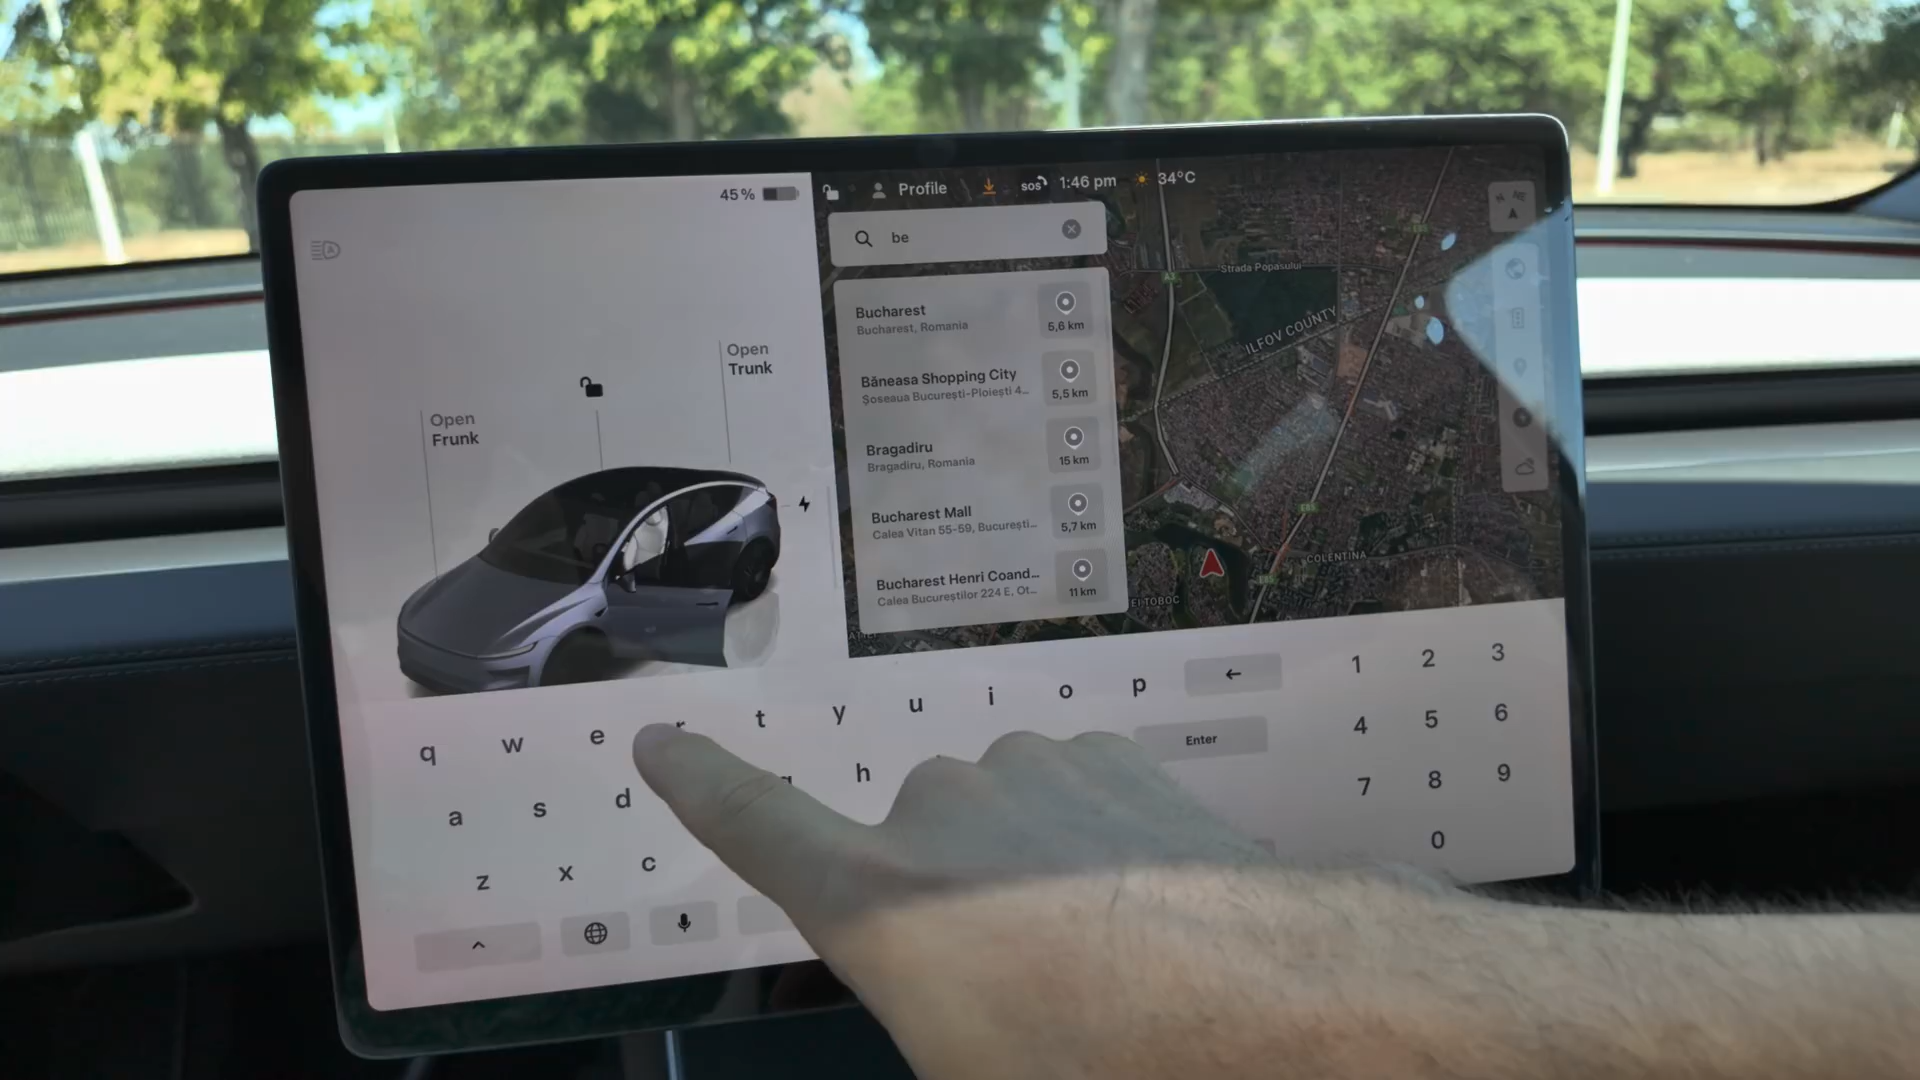 45%
Profile
sos
1:46 pm
34°C
be
Bucharest
Bucharest, Romania
5,6 km
Băneasa Shopping City
Șoseaua București-Ploiești 4...
5,5 km
Bragadiru
Bragadiru, Romania
15 km
Bucharest Mall
Calea Vitan 55-59, București...
5,7 km
Bucharest Henri Coand...
Calea Bucureștilor 224 E, Ot...
11 km
Open
Trunk
Open
Frunk
Strada Popasului
A3
ILFOV COUNTY
E85
COLENTINA
EI TOBOC
q w e r t y u i o p
a s d g h
Enter
z x c
1 2 3
4 5 6
7 8 9
0